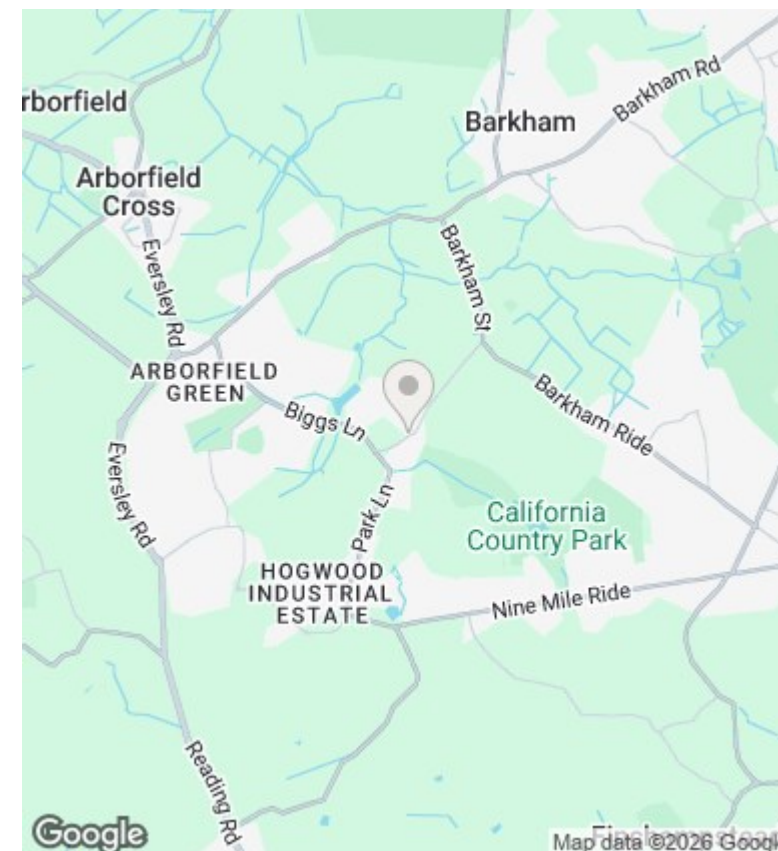 rborfield
Barkham
Barkham Rd
Arborfield
Cross
Eversley Rd
Barkham St
ARBORFIELD
GREEN
Biggs Ln
Barkham Ride
Eversley Rd
Park Ln
California
Country Park
HOGWOOD
INDUSTRIAL
ESTATE
Nine Mile Ride
Reading Rd
Google
Map data ©2026 Google